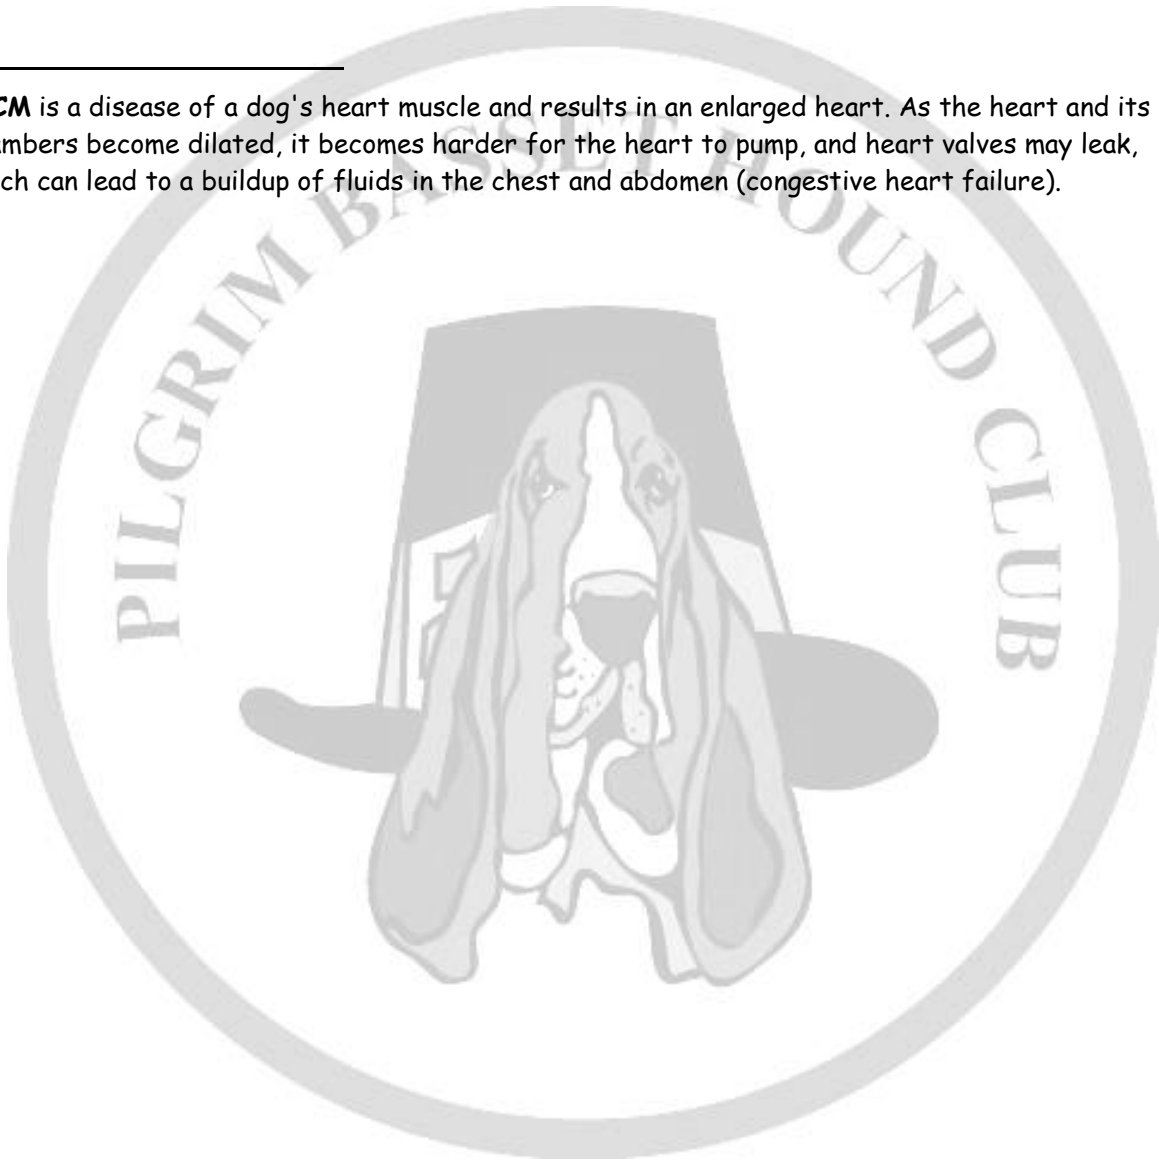 CM is a disease of a dog's heart muscle and results in an enlarged heart. As the heart and its
mbers become dilated, it becomes harder for the heart to pump, and heart valves may leak,
ch can lead to a buildup of fluids in the chest and abdomen (congestive heart failure).
PILGRIM BASSET HOUND CLUB